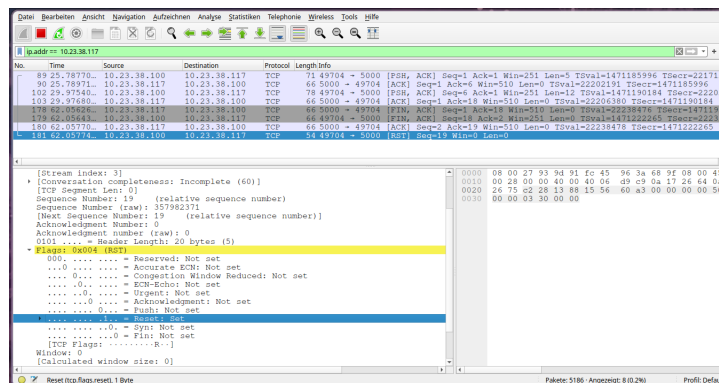 Datei Bearbeiten Ansicht Navigation Aufzeichnen Analyse Statistiken Telephonie Wireless Tools Hilfe
ip.addr == 10.23.38.117
No. Time Source Destination Protocol Length Info
89 25.78770… 10.23.38.100 10.23.38.117 TCP 71 49704 → 5000 [PSH, ACK] Seq=1 Ack=1 Win=251 Len=5 TSval=1471185996 TSecr=22171
90 25.78971… 10.23.38.117 10.23.38.100 TCP 66 5000 → 49704 [ACK] Seq=1 Ack=6 Win=510 Len=0 TSval=22202191 TSecr=1471185996
102 29.97540… 10.23.38.100 10.23.38.117 TCP 78 49704 → 5000 [PSH, ACK] Seq=6 Ack=1 Win=251 Len=12 TSval=1471190184 TSecr=
103 29.97680… 10.23.38.117 10.23.38.100 TCP 66 5000 → 49704 [ACK] Seq=1 Ack=18 Win=510 Len=0 TSval=22206380 TSecr=1471190184
178 62.05626… 10.23.38.117 10.23.38.100 TCP 66 5000 → 49704 [FIN, ACK] Seq=1 Ack=18 Win=510 Len=0 TSval=22238476 TSecr=147119
179 62.05643… 10.23.38.100 10.23.38.117 TCP 66 49704 → 5000 [FIN, ACK] Seq=18 Ack=2 Win=251 Len=0 TSval=1471222265 TSecr=2223
180 62.05770… 10.23.38.117 10.23.38.100 TCP 66 5000 → 49704 [ACK] Seq=2 Ack=19 Win=510 Len=0 TSval=22238478 TSecr=1471222265
181 62.05774… 10.23.38.100 10.23.38.117 TCP 54 49704 → 5000 [RST] Seq=19 Win=0 Len=0
[Stream index: 3]
[Conversation completeness: Incomplete (60)]
[TCP Segment Len: 0]
Sequence Number: 19 (relative sequence number)
Sequence Number (raw): 357982371
[Next Sequence Number: 19 (relative sequence number)]
Acknowledgment Number: 0
Acknowledgment number (raw): 0
0101 .... = Header Length: 20 bytes (5)
Flags: 0x004 (RST)
000. .... .... = Reserved: Not set
...0 .... .... = Accurate ECN: Not set
.... 0... .... = Congestion Window Reduced: Not set
.... .0.. .... = ECN-Echo: Not set
.... ..0. .... = Urgent: Not set
.... ...0 .... = Acknowledgment: Not set
.... .... 0... = Push: Not set
.... .... .1.. = Reset: Set
.... .... ..0. = Syn: Not set
.... .... ...0 = Fin: Not set
[TCP Flags: ·········R··]
Window: 0
[Calculated window size: 0]
0000 08 00 27 93 9d 91 fc 45 96 3a 68 9f 08 00 45
0010 00 28 00 00 40 00 40 06 d9 c9 0a 17 26 64 0a
0020 26 75 c2 28 13 88 15 56 60 a3 00 00 00 00 50
0030 00 00 03 30 00 00
Reset (tcp.flags.reset), 1 Byte Pakete: 5186 · Angezeigt: 8 (0.2%) Profil: Defau